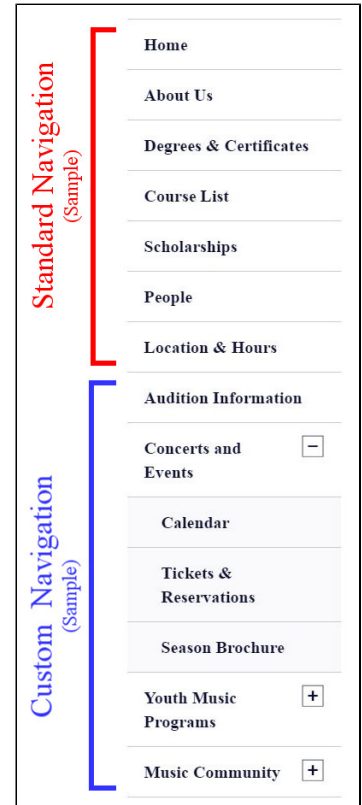 Standard Navigation
(Sample)
Home
About Us
Degrees & Certificates
Course List
Scholarships
People
Location & Hours
Custom Navigation
(Sample)
Audition Information
Concerts and
Events
Calendar
Tickets &
Reservations
Season Brochure
Youth Music
Programs
Music Community